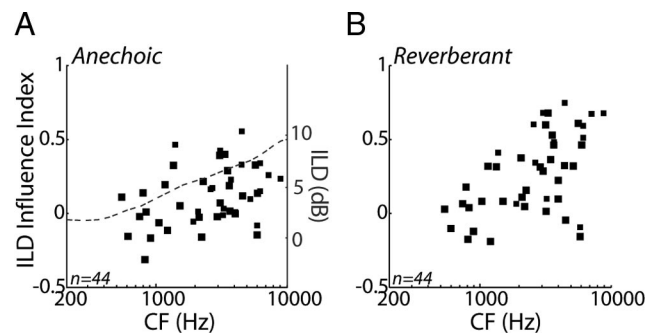 A
B
Anechoic
Reverberant
ILD Influence Index
1
0.5
0
-0.5
10
5
0
ILD (dB)
n=44
200
1000
10000
CF (Hz)
1
0.5
0
-0.5
n=44
200
1000
10000
CF (Hz)